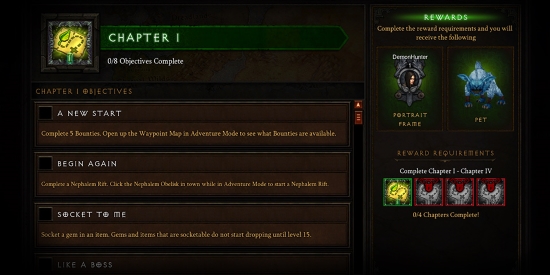 CHAPTER I
0/8 Objectives Complete
CHAPTER I OBJECTIVES
A NEW START
Complete 5 Bounties. Open up the Waypoint Map in Adventure Mode to see what Bounties are available.
BEGIN AGAIN
Complete a Nephalem Rift. Click the Nephalem Obelisk in town while in Adventure Mode to start a Nephalem Rift.
SOCKET TO ME
Socket a gem in an item. Gems and items that are socketable do not start dropping until level 15.
LIKE A BOSS
REWARDS
Complete the reward requirements and you will
receive the following
DemonHunter
PORTRAIT
FRAME
PET
REWARD REQUIREMENTS
Complete Chapter I - Chapter IV
0/4 Chapters Complete!